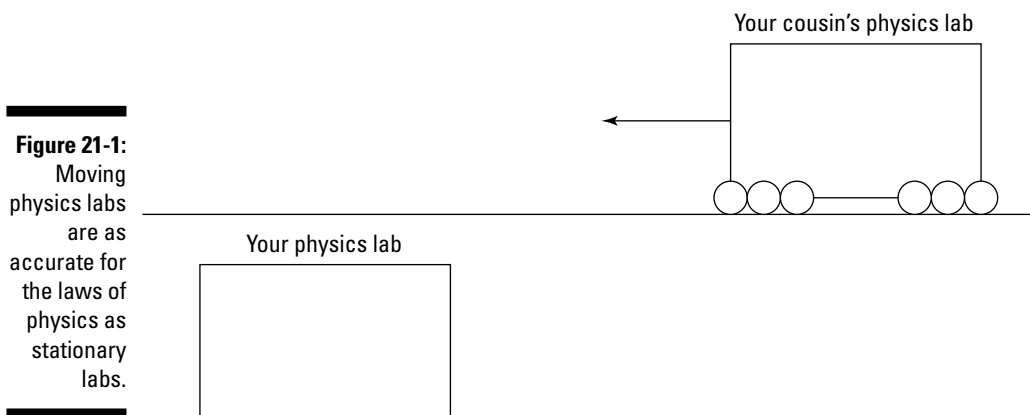 Your cousin's physics lab
Figure 21-1:
Moving
physics labs
are as
accurate for
the laws of
physics as
stationary
labs.
Your physics lab